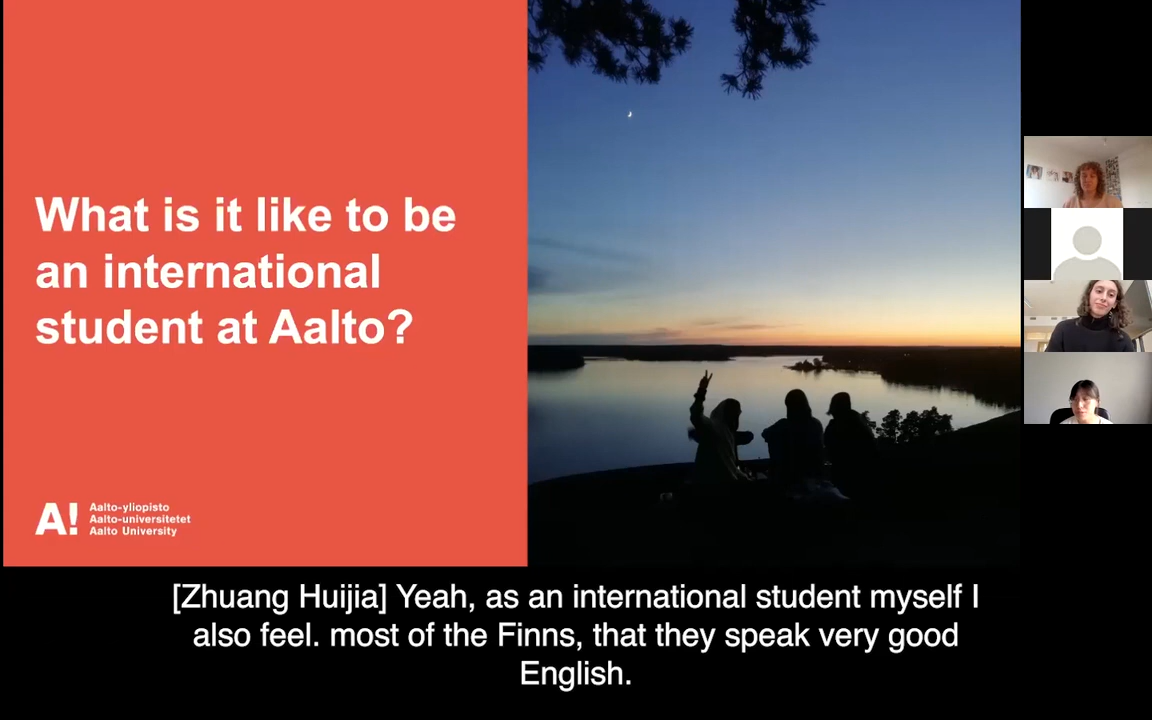 What is it like to be
an international
student at Aalto?
A! Aalto-yliopisto
Aalto-universitetet
Aalto University
[Zhuang Huijia] Yeah, as an international student myself I
also feel. most of the Finns, that they speak very good
English.